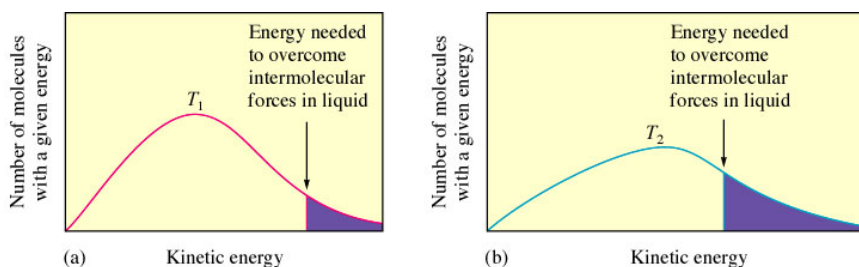 Number of molecules
with a given energy
Energy needed
to overcome
intermolecular
forces in liquid
T1
(a)
Kinetic energy
Number of molecules
with a given energy
Energy needed
to overcome
intermolecular
forces in liquid
T2
(b)
Kinetic energy